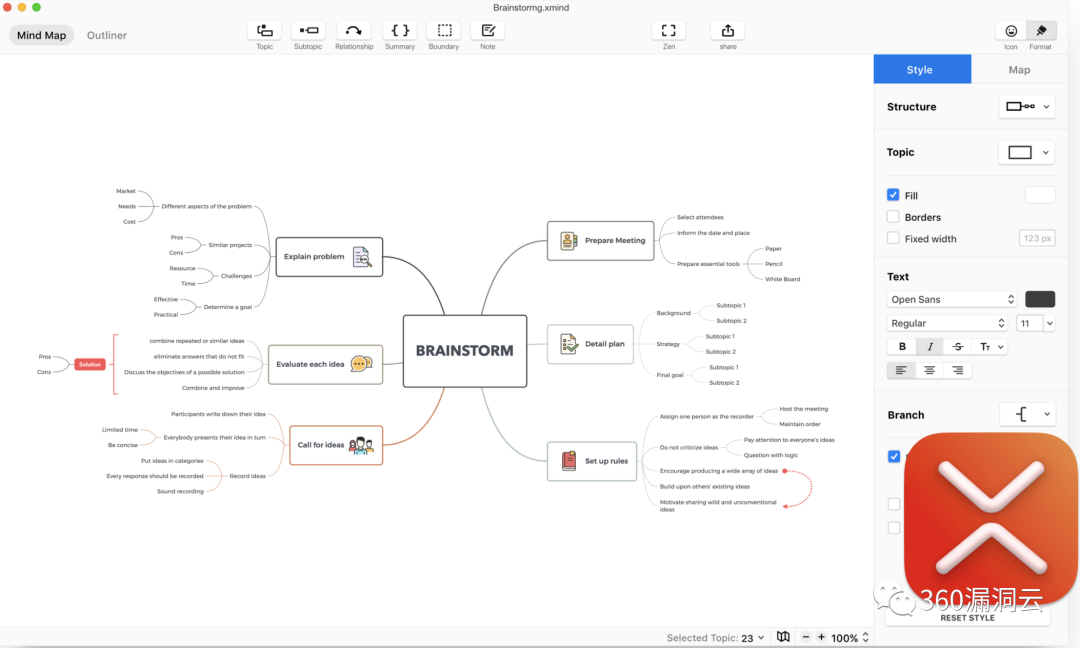 Brainstormg.xmind
Mind Map
Outliner
Topic
Subtopic
Relationship
Summary
Boundary
Note
Zen
share
Icon
Format
Market
Needs
Cost
Different aspects of the problem
Pros
Cons
Similar projects
Resource
Time
Challenges
Effective
Practical
Determine a goal
Explain problem
combine repeated or similar ideas
eliminate answers that do not fit
Discuss the objectives of a possible solution
Combine and improve
Pros
Cons
Solution
Evaluate each idea
Participants write down their idea
Limited time
Be concise
Everybody presents their idea in turn
Put ideas in categories
Every response should be recorded
Sound recording
Record ideas
Call for ideas
BRAINSTORM
Prepare Meeting
Select attendees
Inform the date and place
Prepare essential tools
Paper
Pencil
White Board
Detail plan
Background
Subtopic 1
Subtopic 2
Strategy
Subtopic 1
Subtopic 2
Final goal
Subtopic 1
Subtopic 2
Set up rules
Assign one person as the recorder
Host the meeting
Maintain order
Do not criticize ideas
Pay attention to everyone's ideas
Question with logic
Encourage producing a wide array of ideas
Build upon others' existing ideas
Motivate sharing wild and unconventional
ideas
Style
Map
Structure
Topic
Fill
Borders
Fixed width
123 px
Text
Open Sans
Regular
11
B I S Tт
Branch
360漏洞云
RESET STYLE
Selected Topic: 23
100%